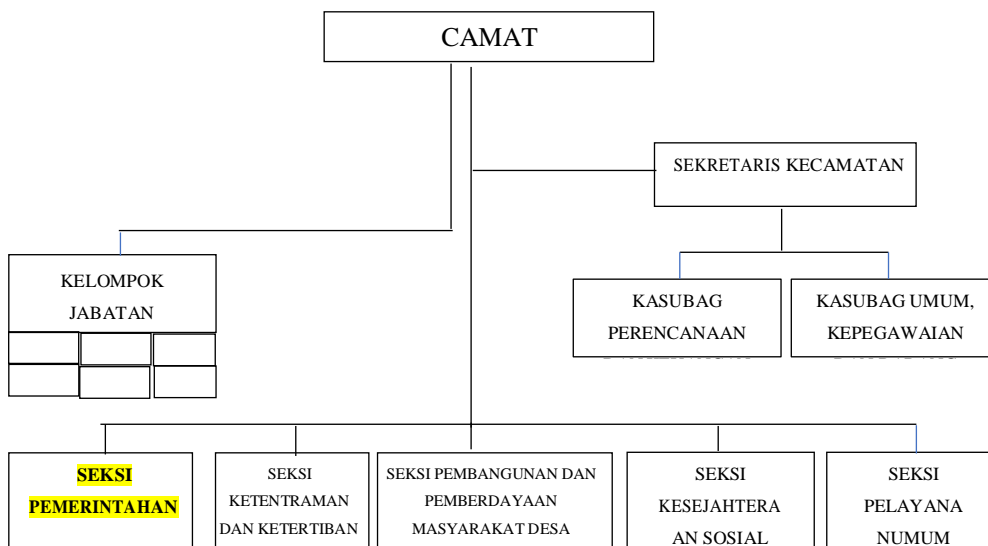 CAMAT
SEKRETARIS KECAMATAN
KELOMPOK
JABATAN
KASUBAG
PERENCANAAN
KASUBAG UMUM,
KEPEGAWAIAN
SEKSI
PEMERINTAHAN
SEKSI
KETENTRAMAN
DAN KETERTIBAN
SEKSI PEMBANGUNAN DAN
PEMBERDAYAAN
MASYARAKAT DESA
SEKSI
KESEJAHTERA
AN SOSIAL
SEKSI
PELAYANA
NUMUM